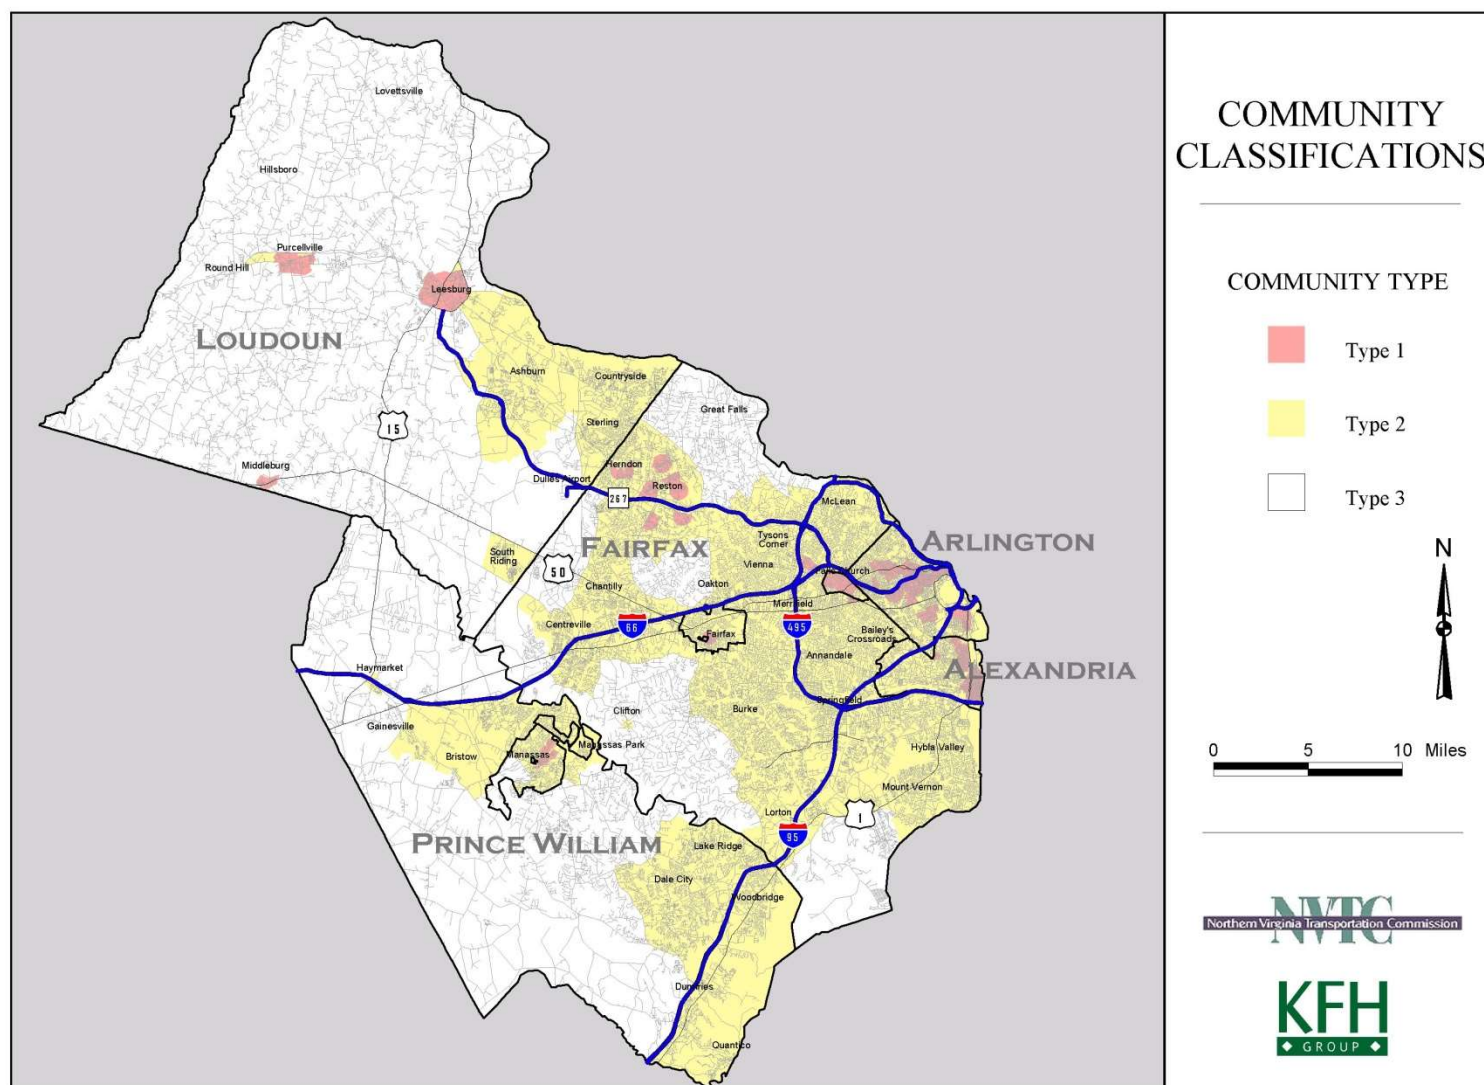 COMMUNITY
CLASSIFICATIONS
COMMUNITY TYPE
Type 1
Type 2
Type 3
N
0 5 10 Miles
NVTC
Northern Virginia Transportation Commission
KFH
GROUP
Lovettsville
Hillsboro
Purcellville
Round Hill
Leesburg
LOUDOUN
Ashburn
Countryside
Great Falls
15
Sterling
Middleburg
Herndon
Dulles Airport
Reston
267
McLean
ARLINGTON
Tysons
Corner
South
Riding
FAIRFAX
50
Vienna
Falls Church
Chantilly
Oakton
Merrifield
Centreville
66
Fairfax
495
Bailey's
Crossroads
Annandale
Haymarket
ALEXANDRIA
Springfield
Clifton
Burke
Gainesville
Bristow
Manassas
Manassas Park
Hybla Valley
Mount Vernon
Lorton
1
95
PRINCE WILLIAM
Lake Ridge
Dale City
Woodbridge
Dumfries
Quantico